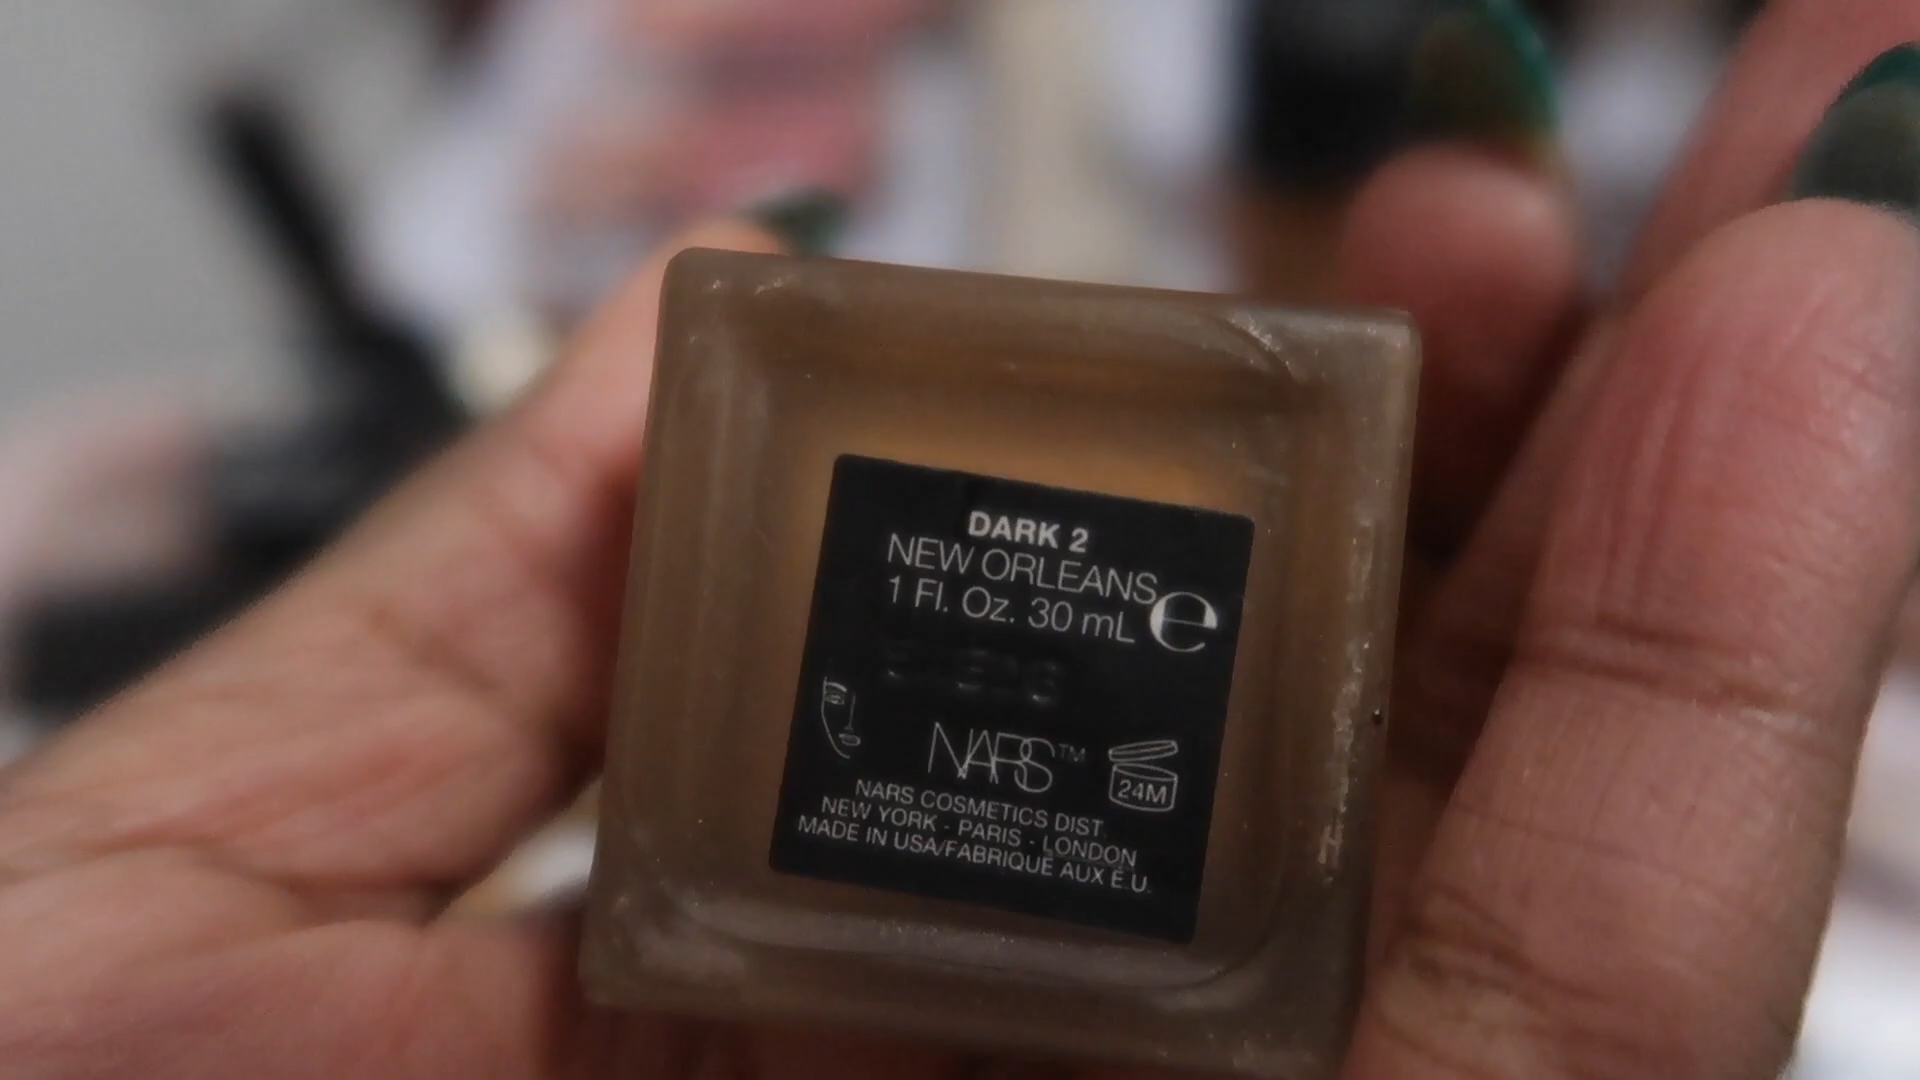 DARK 2
NEW ORLEANS
1 Fl. Oz. 30 mL e
NARS™
24M
NARS COSMETICS DIST.
NEW YORK - PARIS - LONDON
MADE IN USA/FABRIQUÉ AUX É.U.